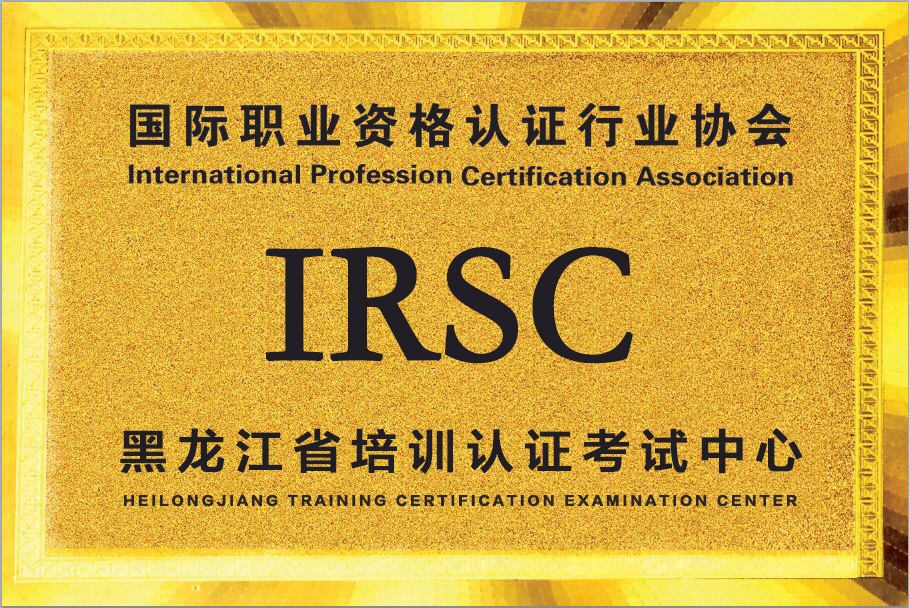 国际职业资格认证行业协会
International Profession Certification Association
IRSC
黑龙江省培训认证考试中心
HEILONGJIANG TRAINING CERTIFICATION EXAMINATION CENTER